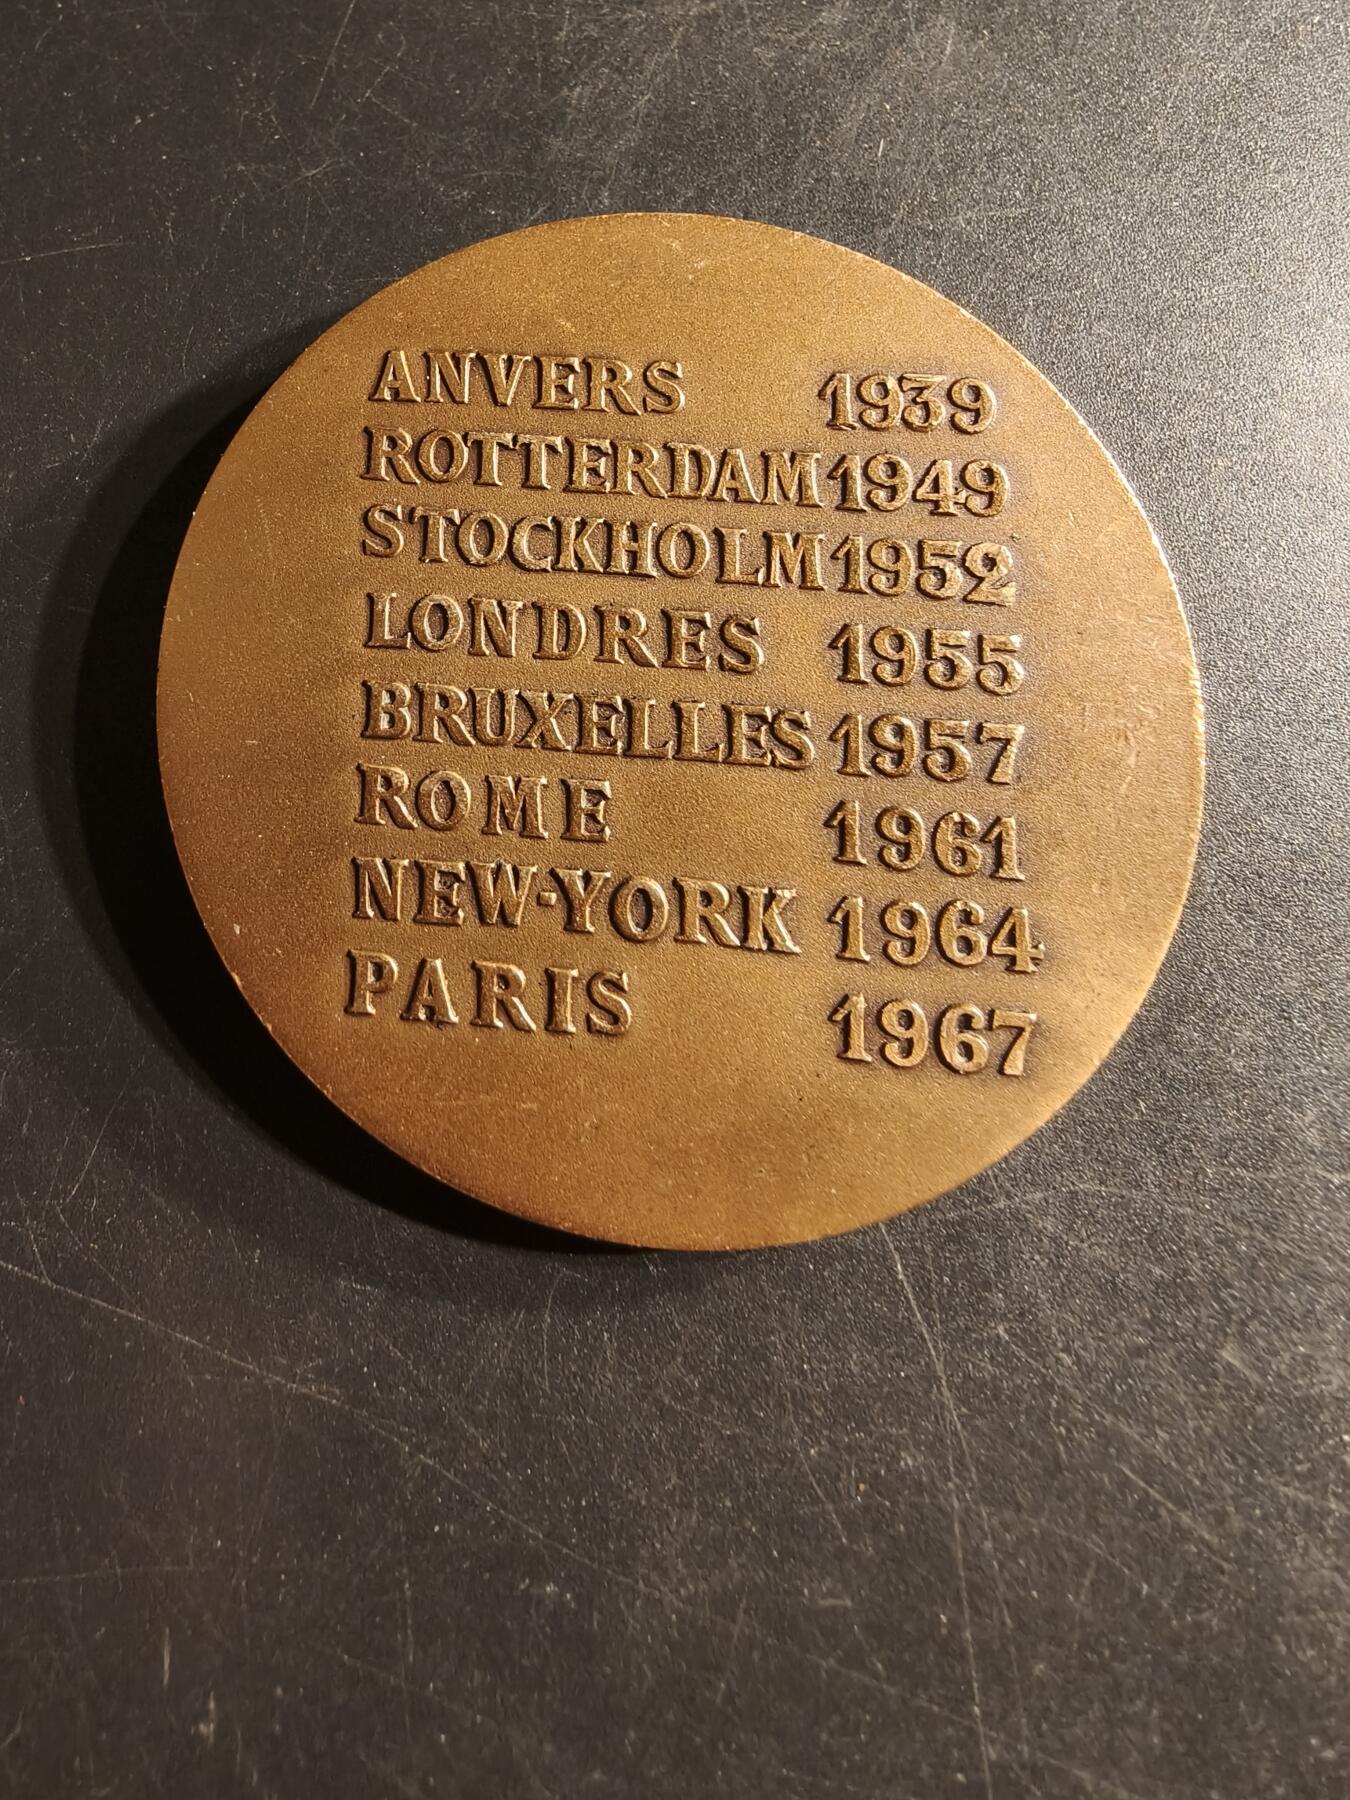 ANVERS 1939
ROTTERDAM 1949
STOCKHOLM 1952
LONDRES 1955
BRUXELLES 1957
ROME 1961
NEW-YORK 1964
PARIS 1967